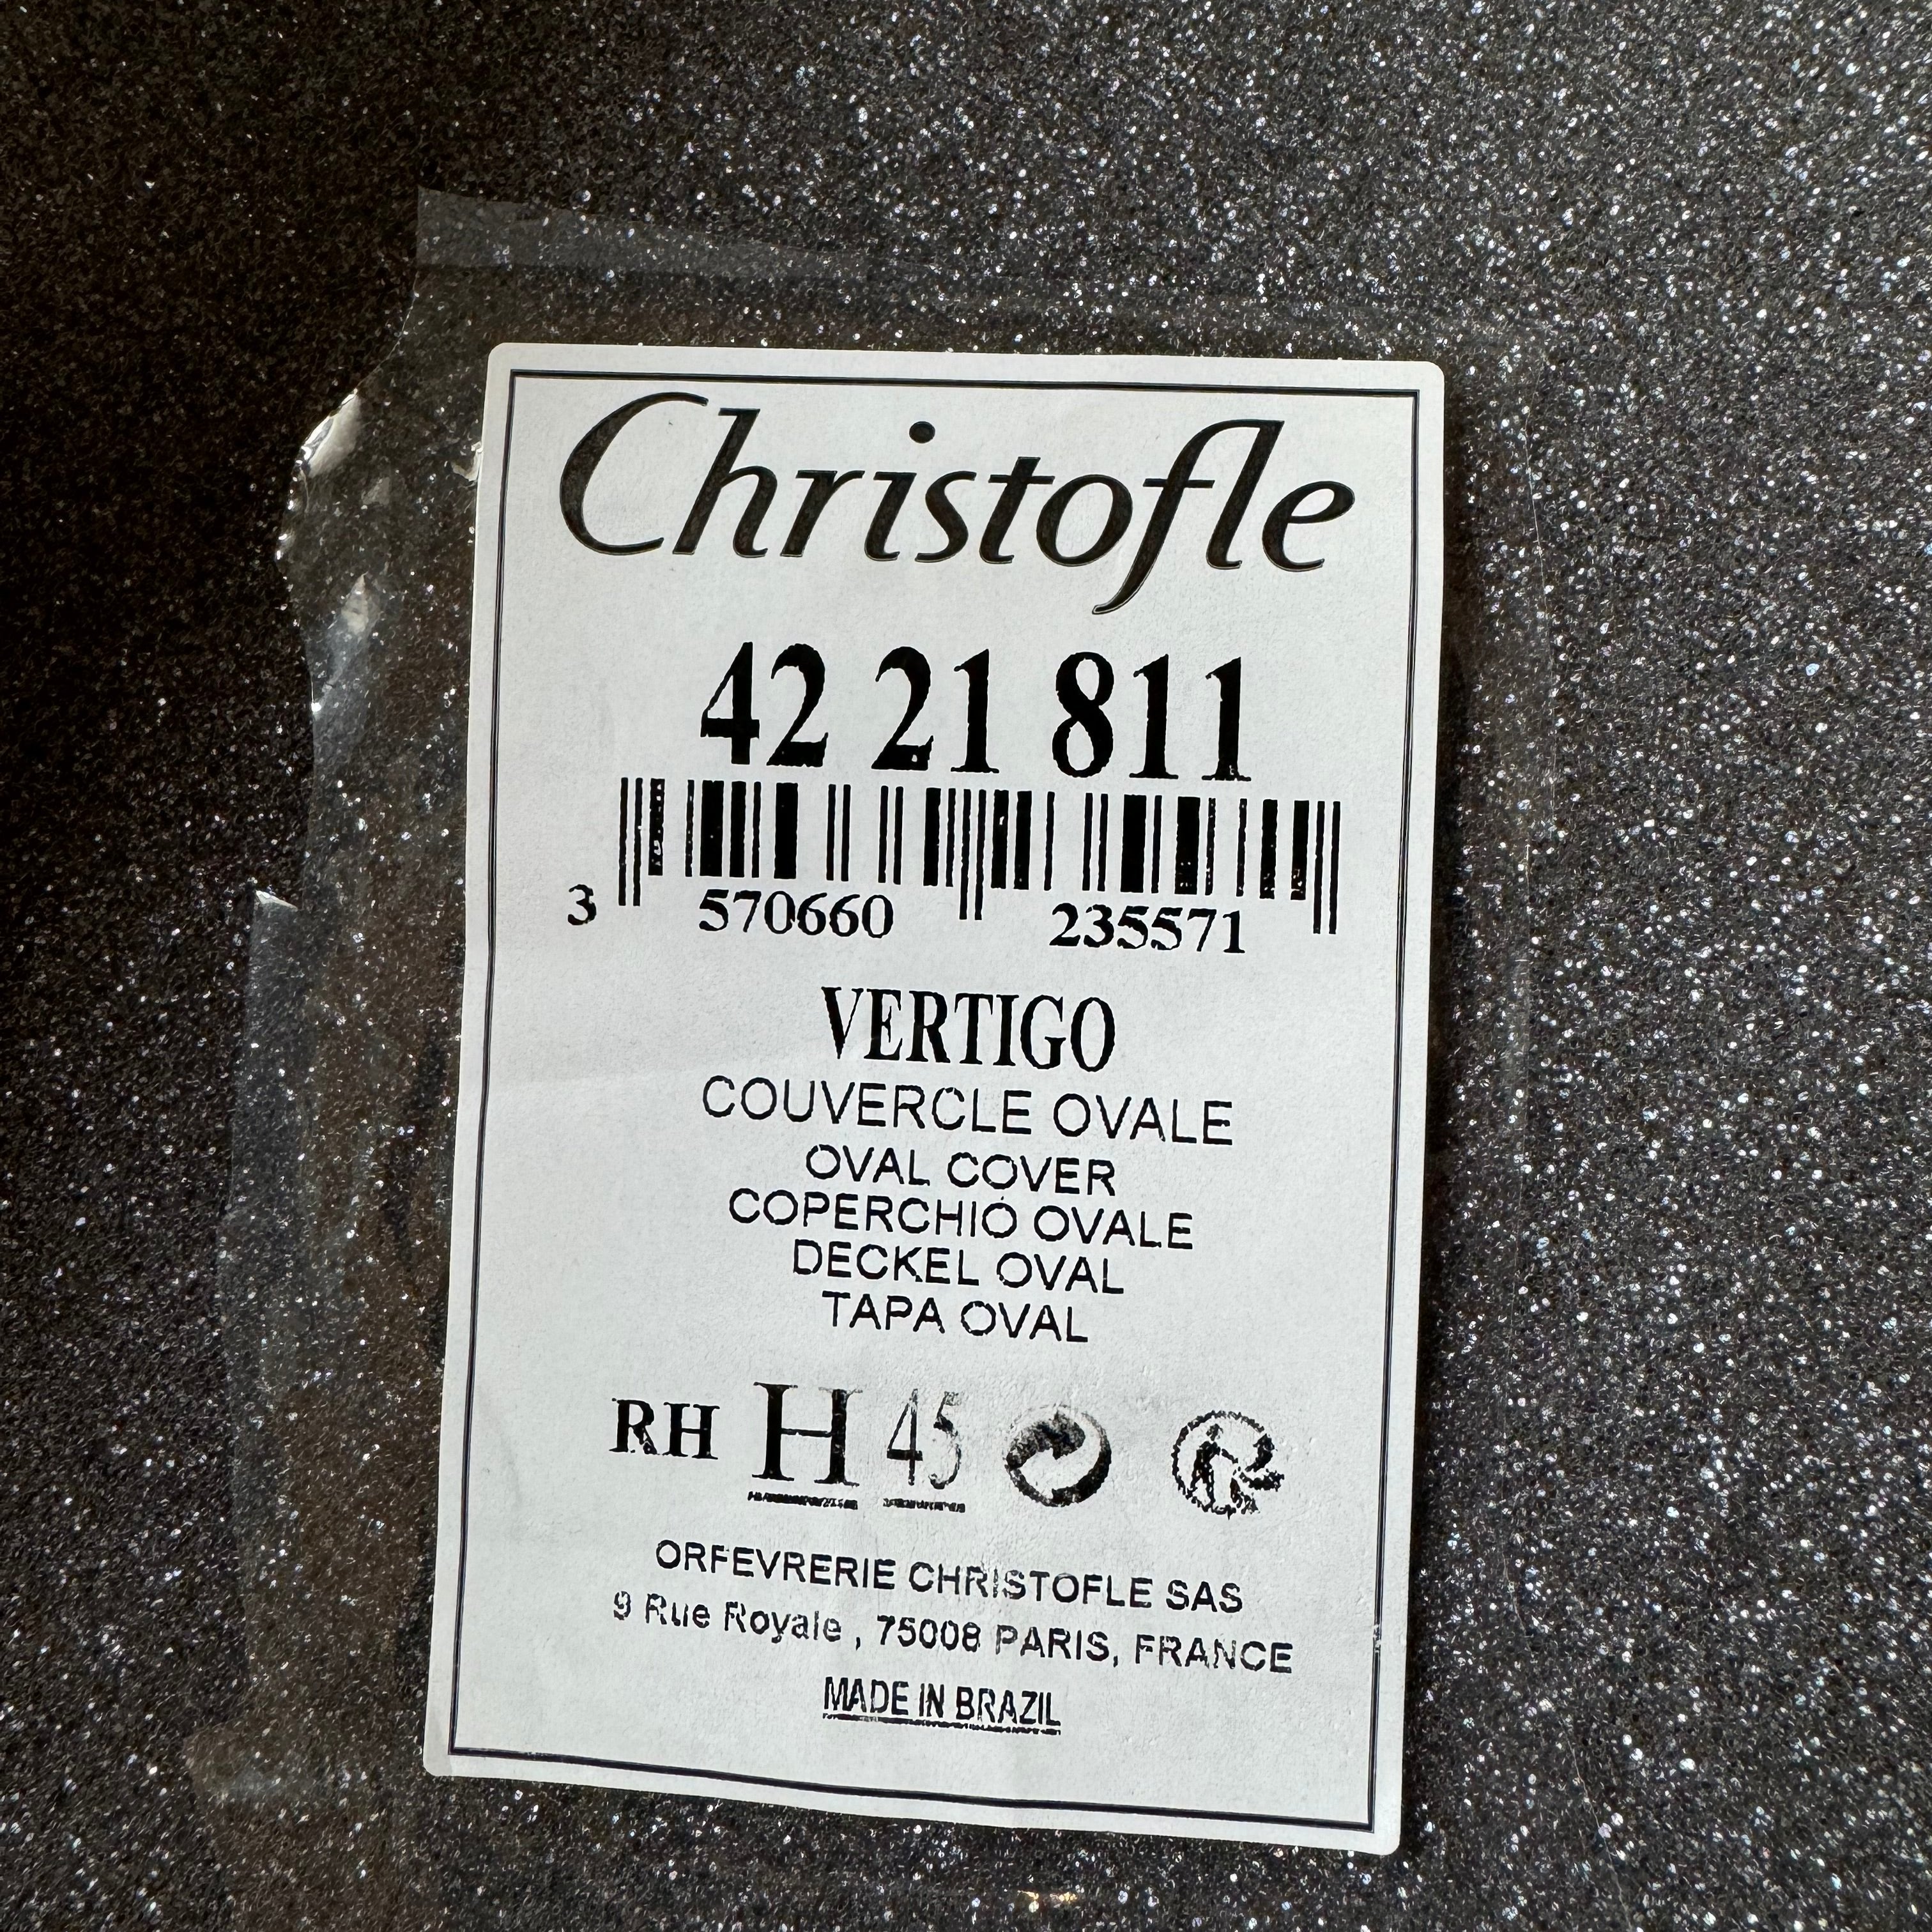 Christofle
42 21 811
3 570660 235571
VERTIGO
COUVERCLE OVALE
OVAL COVER
COPERCHIO OVALE
DECKEL OVAL
TAPA OVAL
RH H 45
ORFEVRERIE CHRISTOFLE SAS
9 Rue Royale , 75008 PARIS, FRANCE
MADE IN BRAZIL